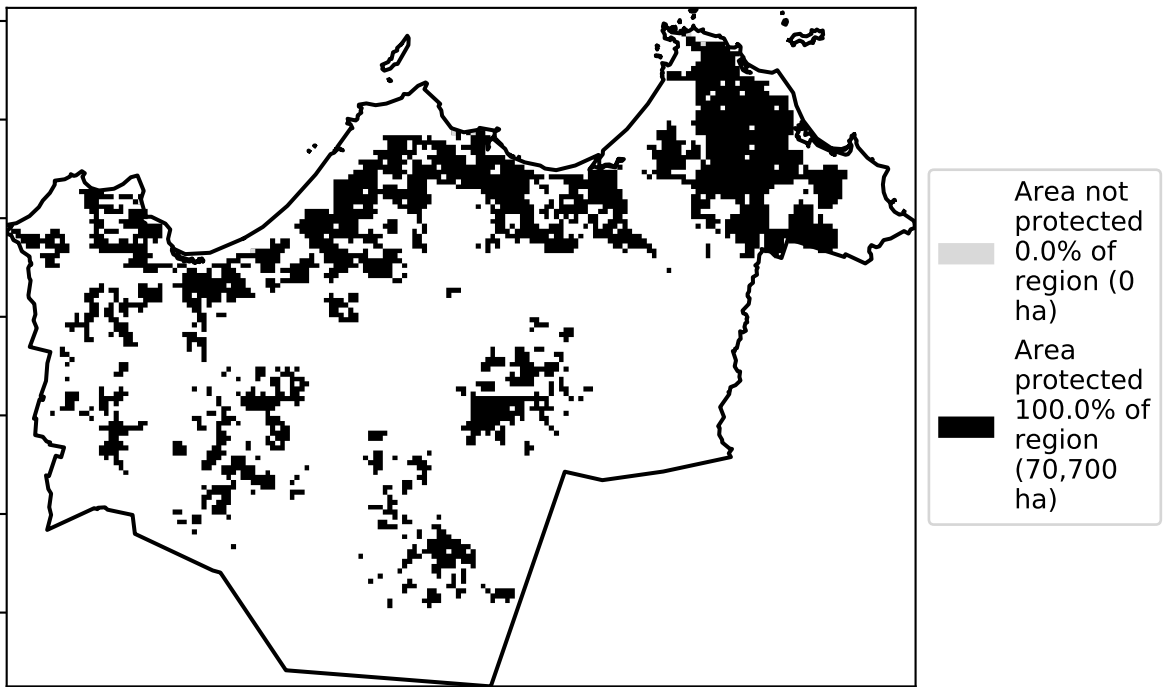 Area not
protected
0.0% of
region (0
ha)
Area
protected
100.0% of
region
(70,700
ha)